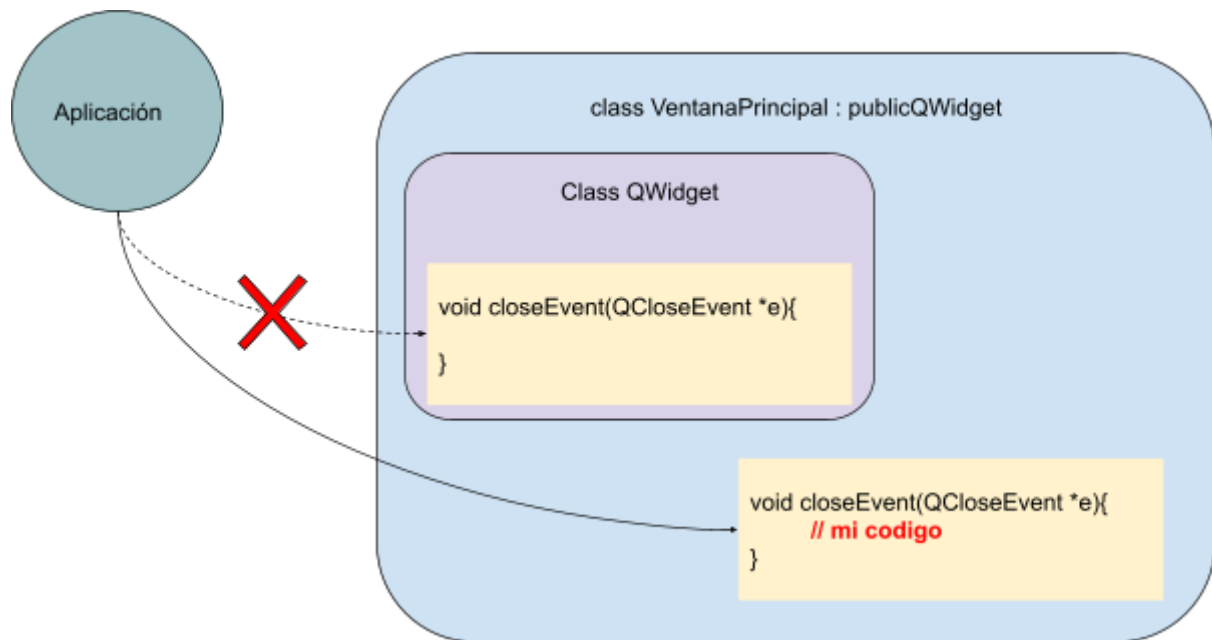 Aplicación
class VentanaPrincipal : publicQWidget
Class QWidget
void closeEvent(QCloseEvent *e){
}
void closeEvent(QCloseEvent *e){
// mi codigo
}